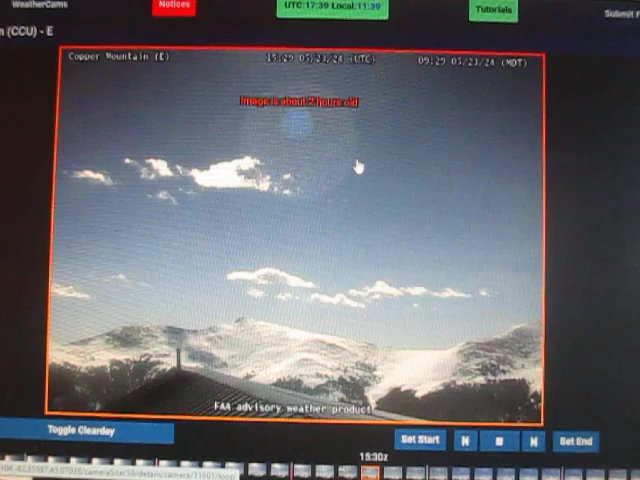 WeatherCams
Notices
UTC:17:39 Local:11:39
Tutorials
Submit F
(CCU) - E
Copper Mountain (E)
15:29 05/23/24 (UTC)
09:29 05/23/24 (MDT)
Image is about 2 hours old
FAA advisory weather product
Toggle Clearday
Set Start
Set End
15:30z